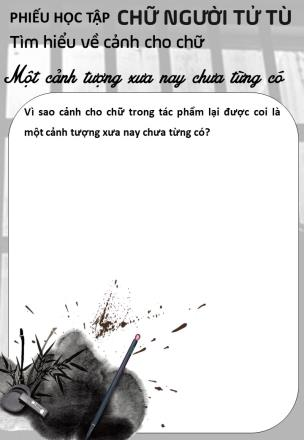 PHIẾU HỌC TẬP CHỮ NGƯỜI TỬ TÙ
Tìm hiểu về cảnh cho chữ
Một cảnh tượng xưa nay chưa từng có
Vì sao cảnh cho chữ trong tác phẩm lại được coi là
một cảnh tượng xưa nay chưa từng có?